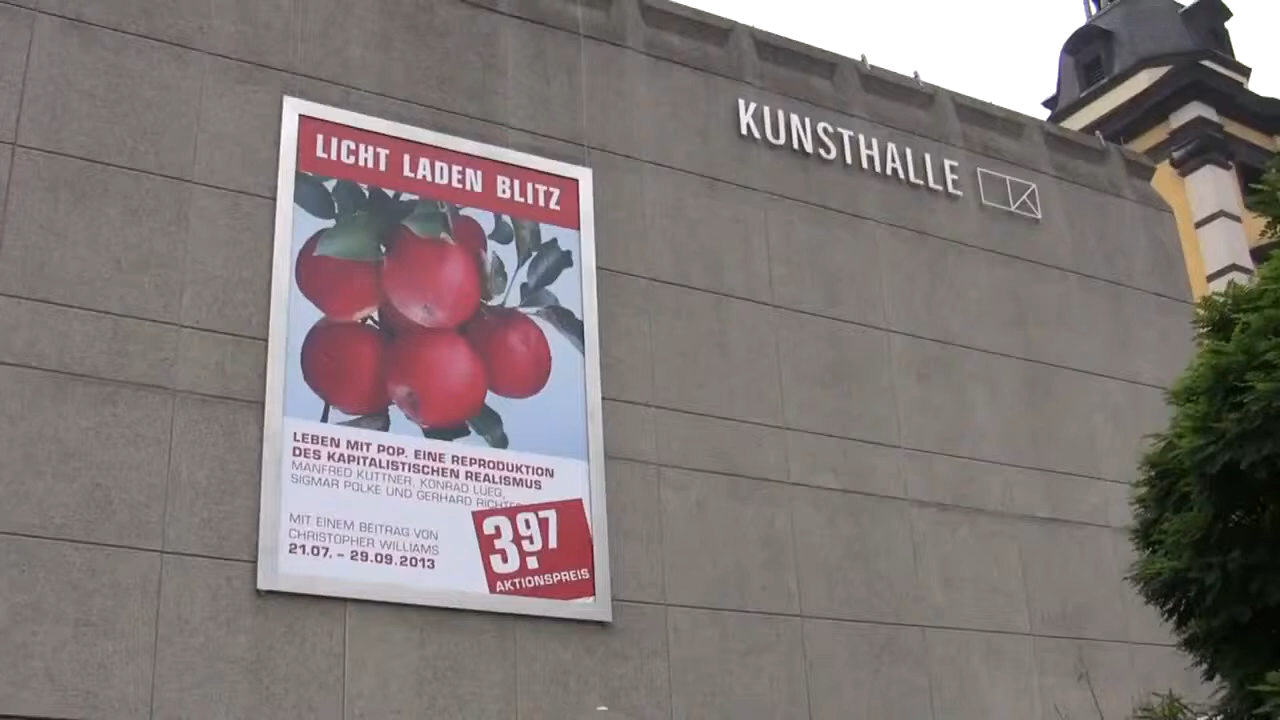 LICHT LADEN BLITZ
KUNSTHALLE
LEBEN MIT POP. EINE REPRODUKTION
DES KAPITALISTISCHEN REALISMUS
MANFRED KUTTNER, KONRAD LUEG,
SIGMAR POLKE UND GERHARD
MIT EINEM BEITRAG VON
CHRISTOPHER WILLIAMS
21.07. – 29.09.2013
3.97
AKTIONSPREIS